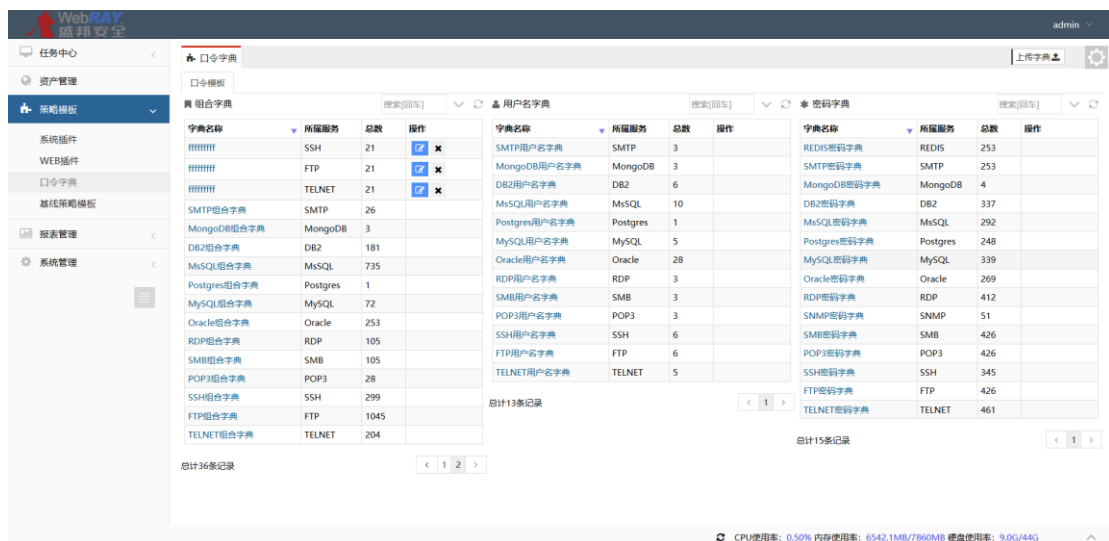 WebRAY
盛邦安全
admin
任务中心
资产管理
策略模板
系统插件
WEB插件
口令字典
基线策略模板
报表管理
系统管理
口令字典
上传字典
口令模板
组合字典 搜索[回车]
字典名称 所属服务 总数 操作
fffffffff SSH 21
fffffffff FTP 21
fffffffff TELNET 21
SMTP组合字典 SMTP 26
MongoDB组合字典 MongoDB 3
DB2组合字典 DB2 181
MsSQL组合字典 MsSQL 735
Postgres组合字典 Postgres 1
MySQL组合字典 MySQL 72
Oracle组合字典 Oracle 253
RDP组合字典 RDP 105
SMB组合字典 SMB 105
POP3组合字典 POP3 28
SSH组合字典 SSH 299
FTP组合字典 FTP 1045
TELNET组合字典 TELNET 204
总计36条记录 < 1 2 >
用户名字典 搜索[回车]
字典名称 所属服务 总数 操作
SMTP用户名字典 SMTP 3
MongoDB用户名字典 MongoDB 3
DB2用户名字典 DB2 6
MsSQL用户名字典 MsSQL 10
Postgres用户名字典 Postgres 1
MySQL用户名字典 MySQL 5
Oracle用户名字典 Oracle 28
RDP用户名字典 RDP 3
SMB用户名字典 SMB 3
POP3用户名字典 POP3 3
SSH用户名字典 SSH 6
FTP用户名字典 FTP 6
TELNET用户名字典 TELNET 5
总计13条记录 < 1 >
密码字典 搜索[回车]
字典名称 所属服务 总数 操作
REDIS密码字典 REDIS 253
SMTP密码字典 SMTP 253
MongoDB密码字典 MongoDB 4
DB2密码字典 DB2 337
MsSQL密码字典 MsSQL 292
Postgres密码字典 Postgres 248
MySQL密码字典 MySQL 339
Oracle密码字典 Oracle 269
RDP密码字典 RDP 412
SNMP密码字典 SNMP 51
SMB密码字典 SMB 426
POP3密码字典 POP3 426
SSH密码字典 SSH 345
FTP密码字典 FTP 426
TELNET密码字典 TELNET 461
总计15条记录 < 1 >
CPU使用率: 0.50% 内存使用率: 6542.1MB/7860MB 硬盘使用率: 9.0G/44G